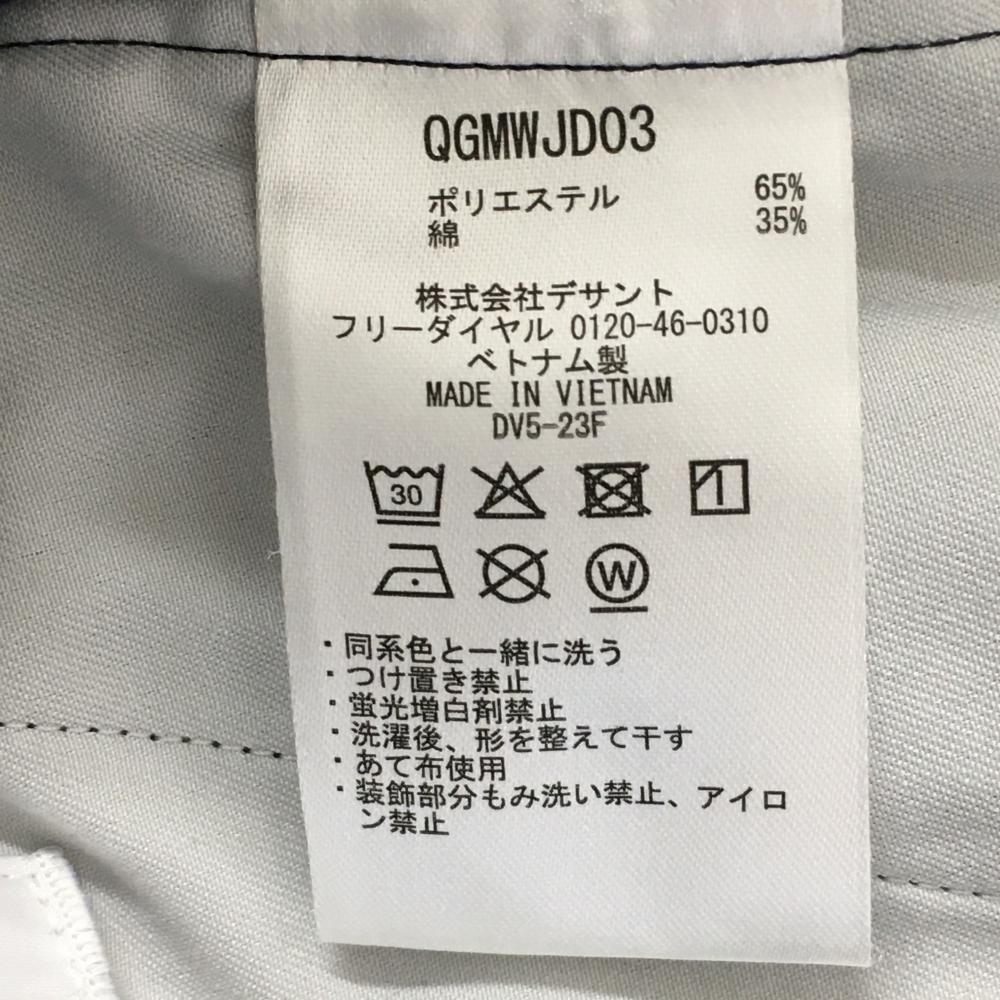 QGMWJD03
ポリエステル 65%
綿 35%
株式会社デサント
フリーダイヤル 0120-46-0310
ベトナム製
MADE IN VIETNAM
DV5-23F
30
W
・同系色と一緒に洗う
・つけ置き禁止
・蛍光増白剤禁止
・洗濯後、形を整えて干す
・あて布使用
・装飾部分もみ洗い禁止、アイロ
ン禁止